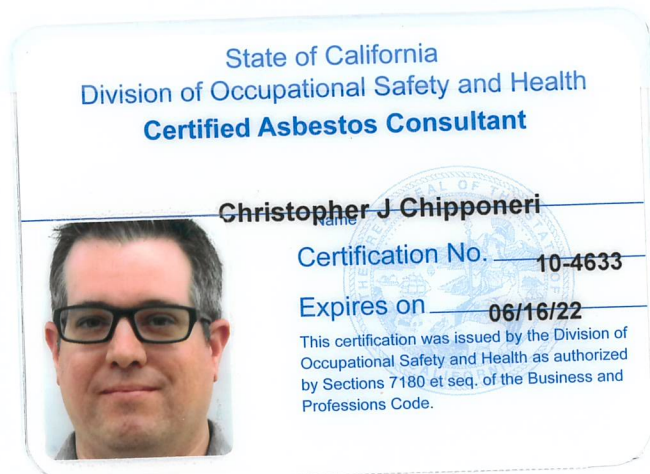 State of California
Division of Occupational Safety and Health
Certified Asbestos Consultant
Christopher J Chipponeri
Name
Certification No. 10-4633
Expires on 06/16/22
This certification was issued by the Division of
Occupational Safety and Health as authorized
by Sections 7180 et seq. of the Business and
Professions Code.